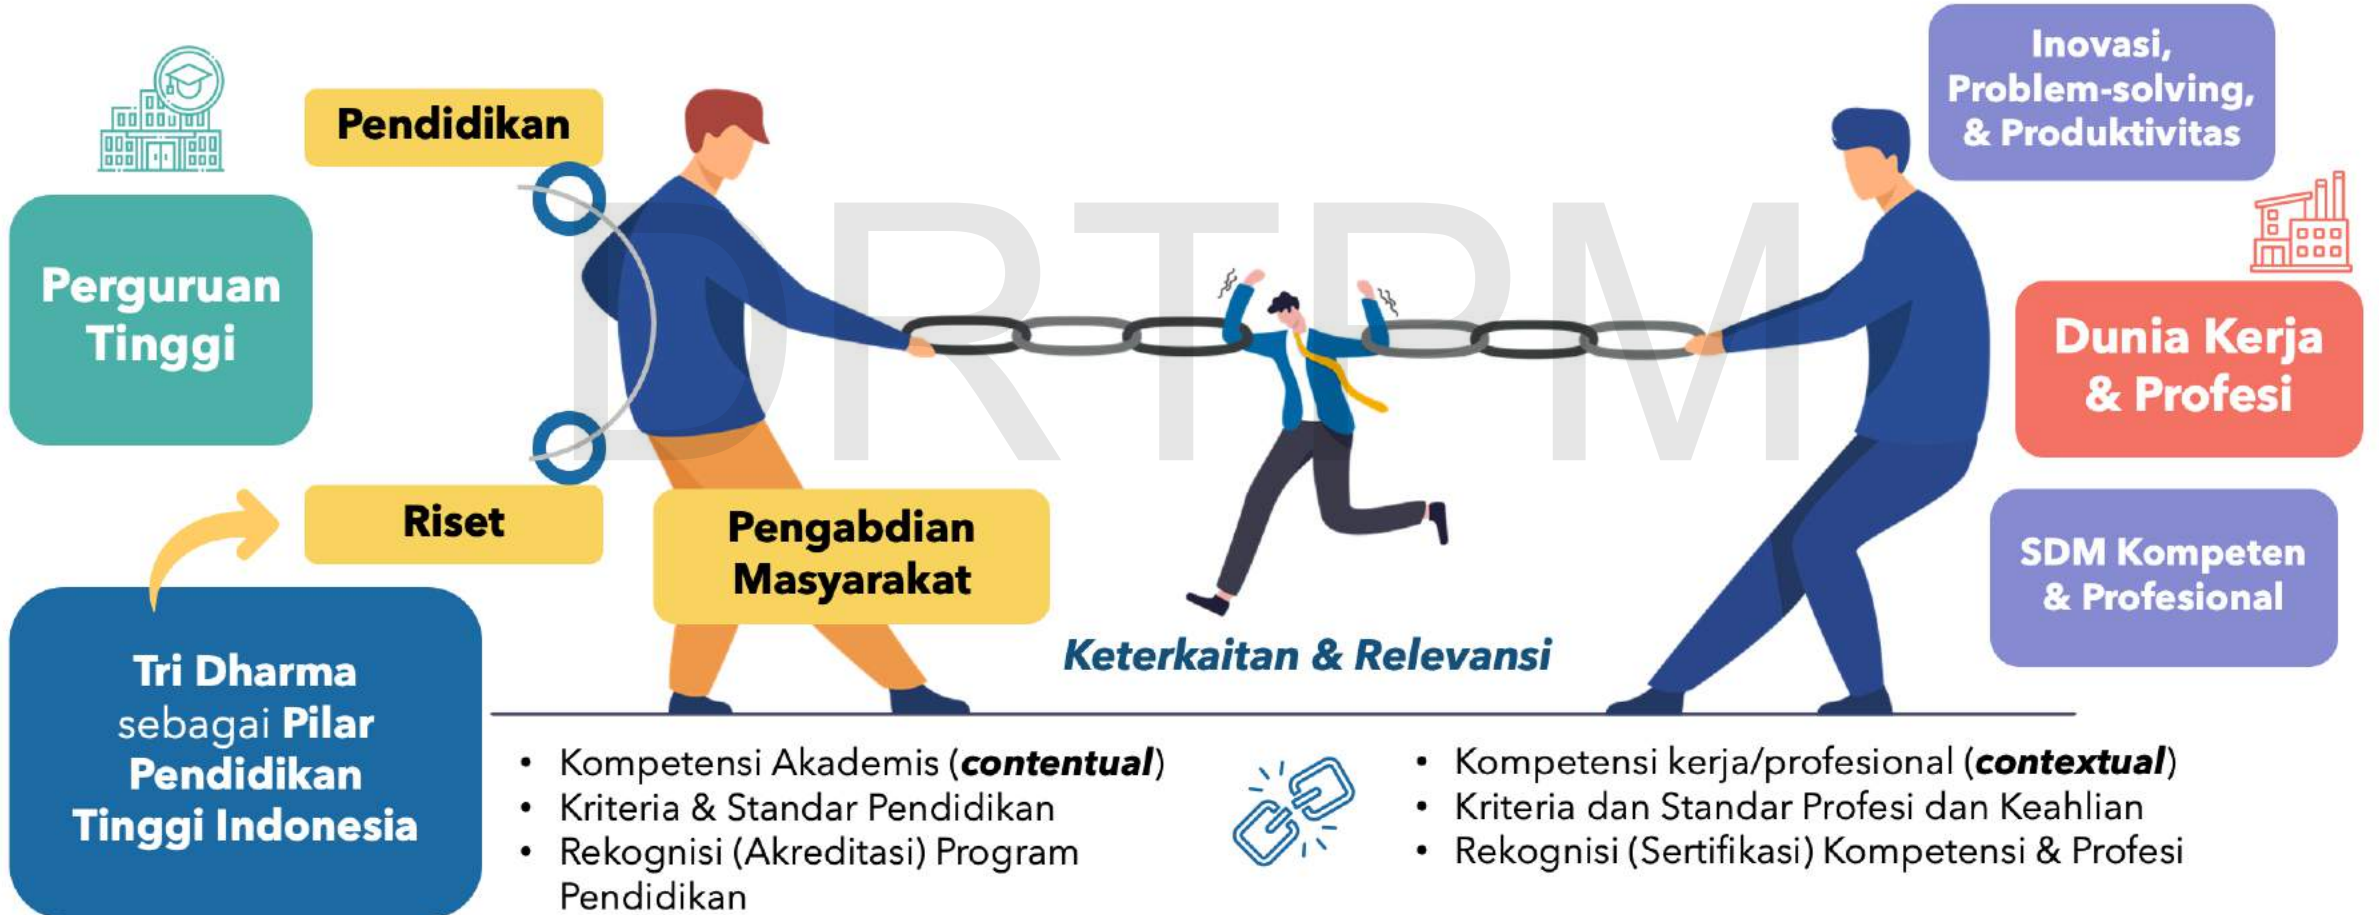 Pendidikan
Perguruan
Tinggi
Riset
Pengabdian
Masyarakat
Tri Dharma
sebagai Pilar
Pendidikan
Tinggi Indonesia
DRTPM
Keterkaitan & Relevansi
Inovasi,
Problem-solving,
& Produktivitas
Dunia Kerja
& Profesi
SDM Kompeten
& Profesional
• Kompetensi Akademis (contentual)
• Kriteria & Standar Pendidikan
• Rekognisi (Akreditasi) Program
Pendidikan
• Kompetensi kerja/profesional (contextual)
• Kriteria dan Standar Profesi dan Keahlian
• Rekognisi (Sertifikasi) Kompetensi & Profesi